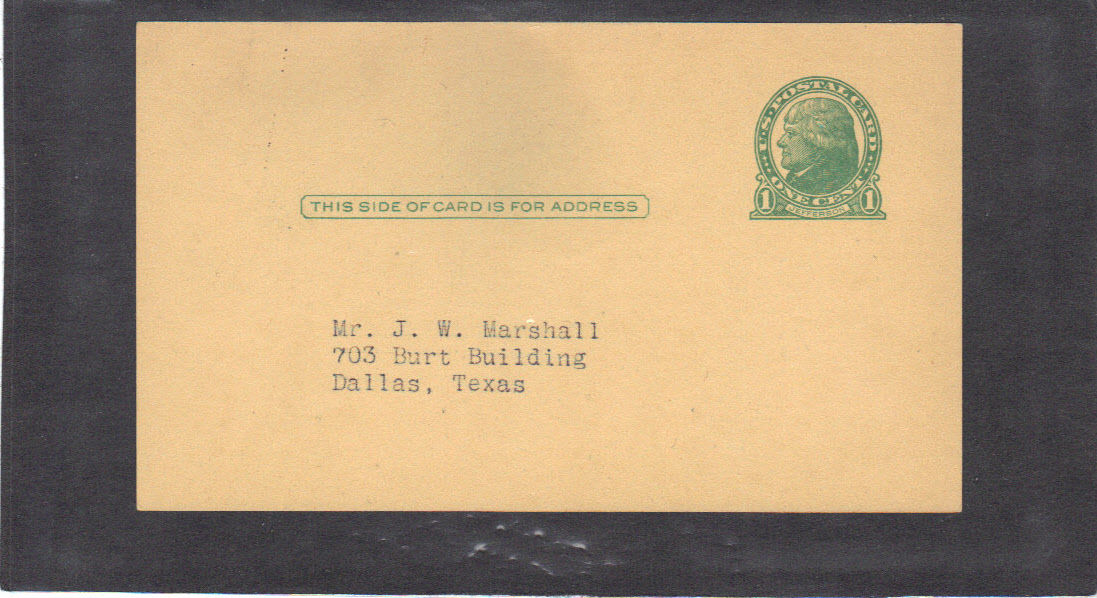 U.S. POSTAL CARD
ONE CENT
1 JEFFERSON 1
THIS SIDE OF CARD IS FOR ADDRESS
Mr. J. W. Marshall
703 Burt Building
Dallas, Texas